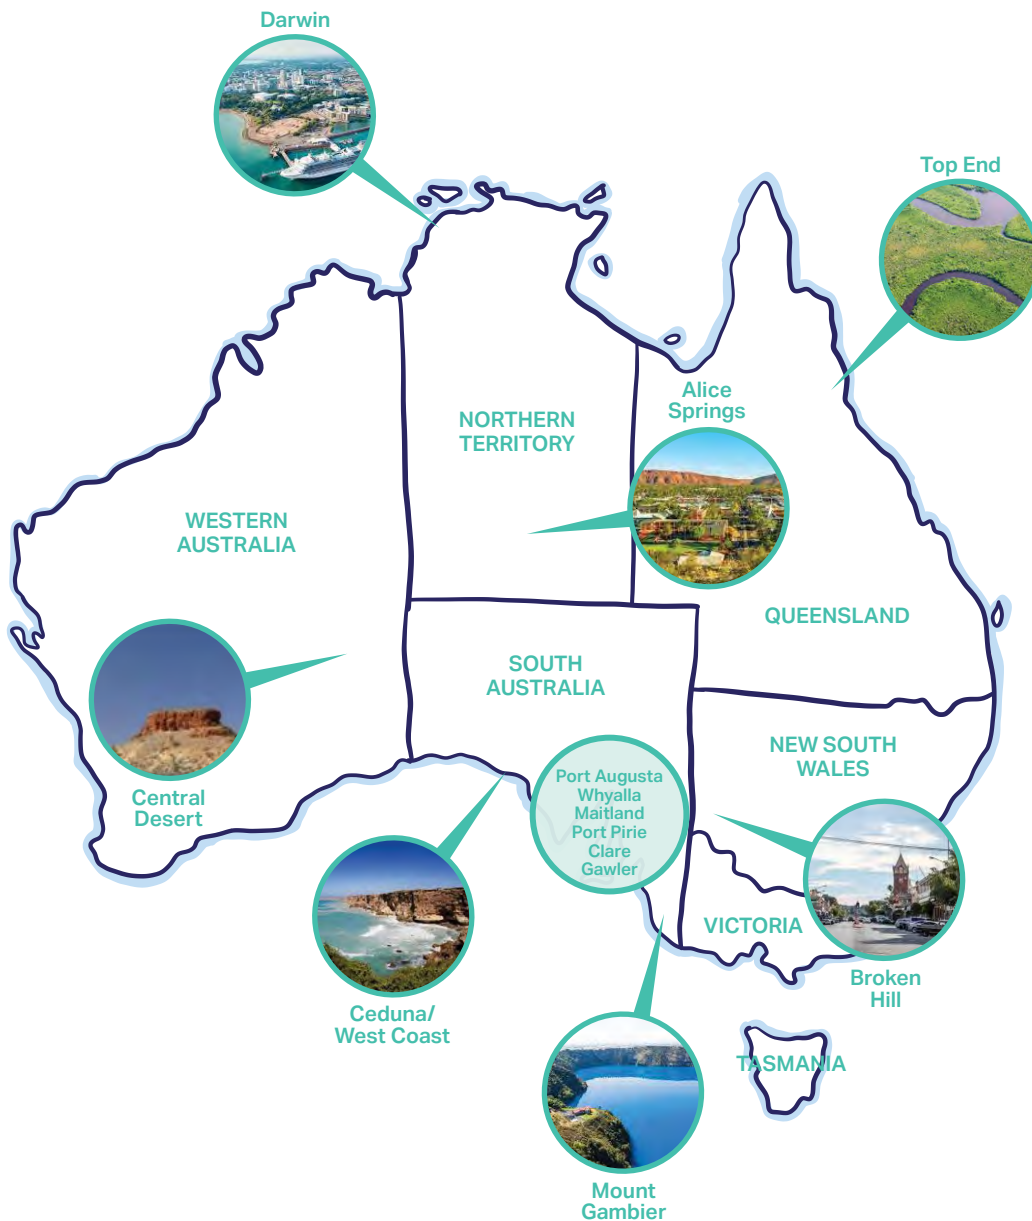 Darwin
Top End
Alice
Springs
NORTHERN
TERRITORY
WESTERN
AUSTRALIA
QUEENSLAND
SOUTH
AUSTRALIA
NEW SOUTH
WALES
Port Augusta
Whyalla
Maitland
Port Pirie
Clare
Gawler
Central
Desert
VICTORIA
Broken
Hill
Ceduna/
West Coast
TASMANIA
Mount
Gambier